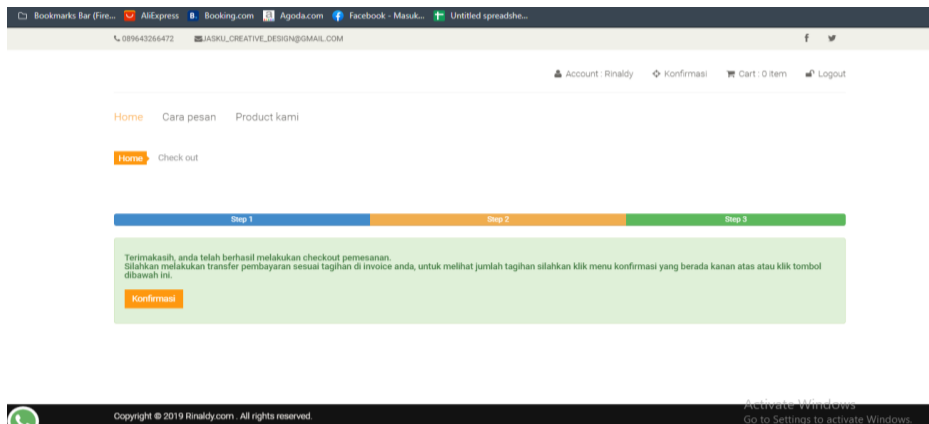 Bookmarks Bar (Fire... AliExpress B. Booking.com Agoda.com Facebook - Masuk... Untitled spreadshe...
089643266472 JASKU_CREATIVE_DESIGN@GMAIL.COM
Account : Rinaldy Konfirmasi Cart : 0 item Logout
Home Cara pesan Product kami
Home Check out
Step 1 Step 2 Step 3
Terimakasih, anda telah berhasil melakukan checkout pemesanan.
Silahkan melakukan transfer pembayaran sesuai tagihan di invoice anda, untuk melihat jumlah tagihan silahkan klik menu konfirmasi yang berada kanan atas atau klik tombol
dibawah ini.
Konfirmasi
Activate Windows
Copyright © 2019 Rinaldy.com . All rights reserved.
Go to Settings to activate Windows.